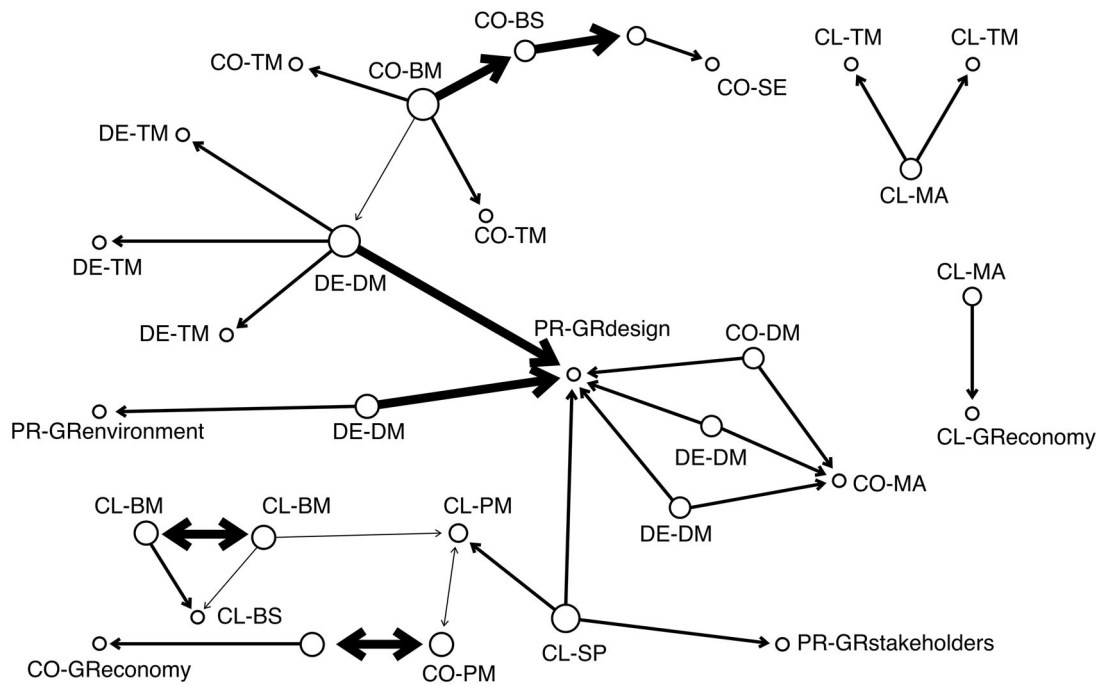 CO-BS
CL-TM
CL-TM
CO-TM
CO-BM
CO-SE
DE-TM
CL-MA
CO-TM
DE-TM
DE-DM
CL-MA
DE-TM
PR-GRdesign
CO-DM
PR-GRenvironment
DE-DM
DE-DM
CL-GReconomy
CO-MA
CL-BM
CL-BM
CL-PM
DE-DM
CL-BS
CO-GReconomy
CO-PM
CL-SP
PR-GRstakeholders